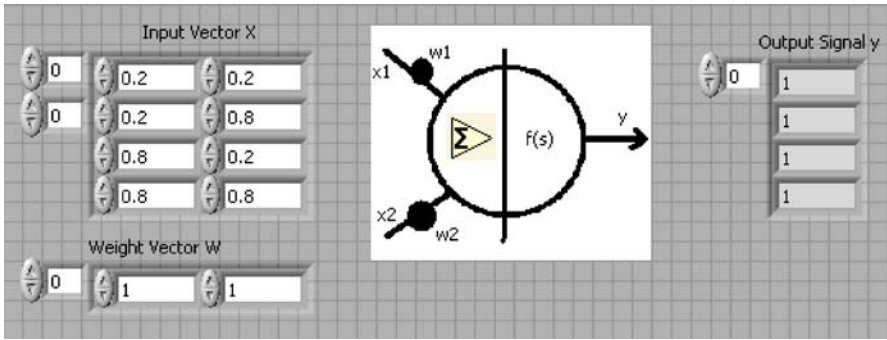 Input Vector X
0
0
0.2 0.2
0.2 0.8
0.8 0.2
0.8 0.8
Weight Vector W
0
1 1
x1 w1
Σ
f(s)
y
x2 w2
Output Signal y
0
1
1
1
1